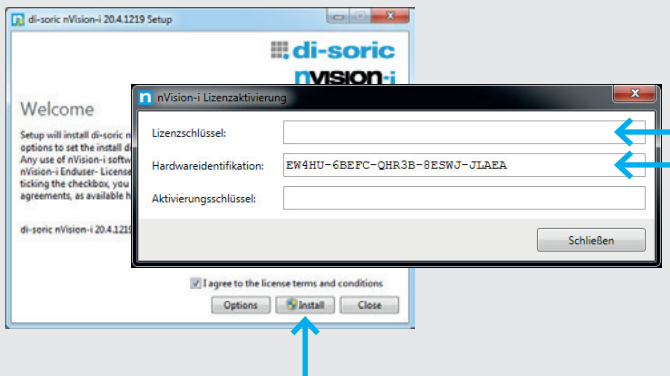 di-soric nVision-i 20.4.1219 Setup
di-soric
nvision-i
nVision-i Lizenzaktivierung
Welcome
Lizenzschlüssel:
Setup will install di-soric
options to set the install
Any use of nVision-i
Hardwareidentifikation: EW4HU-6BEFC-QHR3B-8ESWJ-JLAEA
nVision-i Enduser- License
ticking the checkbox, you
agreements, as available
Aktivierungsschlüssel:
di-soric nVision-i 20.4.1219
Schließen
I agree to the license terms and conditions
Options Install Close